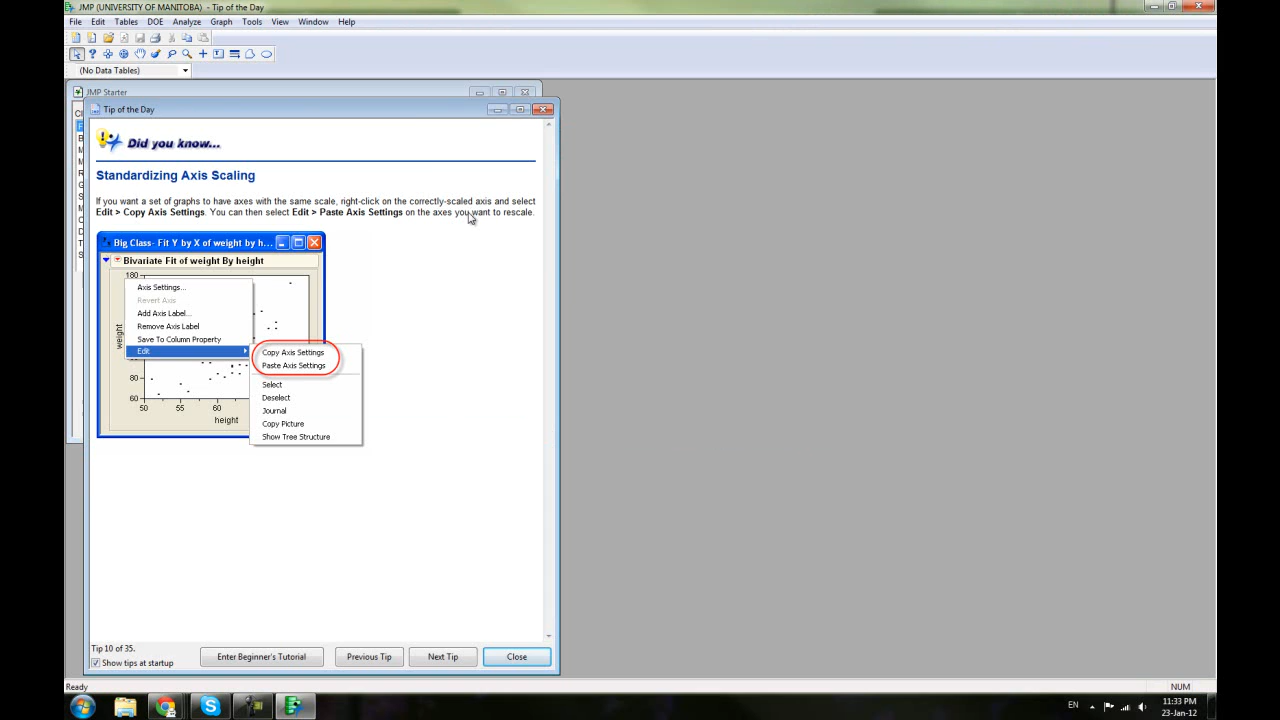 JMP (UNIVERSITY OF MANITOBA) - Tip of the Day
File Edit Tables DOE Analyze Graph Tools View Window Help
(No Data Tables)
JMP Starter
Tip of the Day
Did you know...
Standardizing Axis Scaling
If you want a set of graphs to have axes with the same scale, right-click on the correctly-scaled axis and select
Edit > Copy Axis Settings. You can then select Edit > Paste Axis Settings on the axes you want to rescale.
Big Class- Fit Y by X of weight by h...
Bivariate Fit of weight By height
180
Axis Settings...
Revert Axis
Add Axis Label...
Remove Axis Label
Save To Column Property
Edit
weight
Copy Axis Settings
Paste Axis Settings
Select
Deselect
Journal
Copy Picture
Show Tree Structure
80
60
50 55 60
height
Tip 10 of 35.
Show tips at startup
Enter Beginner's Tutorial
Previous Tip
Next Tip
Close
Ready
NUM
EN
11:33 PM
23-Jan-12